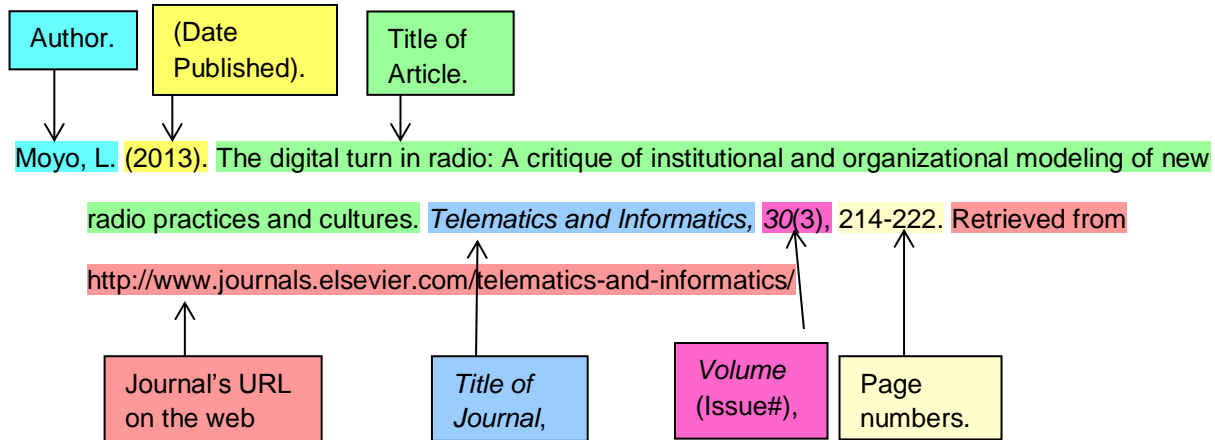 Author.
(Date
Published).
Title of
Article.
Moyo, L. (2013). The digital turn in radio: A critique of institutional and organizational modeling of new
radio practices and cultures. Telematics and Informatics, 30(3), 214-222. Retrieved from
http://www.journals.elsevier.com/telematics-and-informatics/
Journal’s URL
on the web
Title of
Journal,
Volume
(Issue#),
Page
numbers.